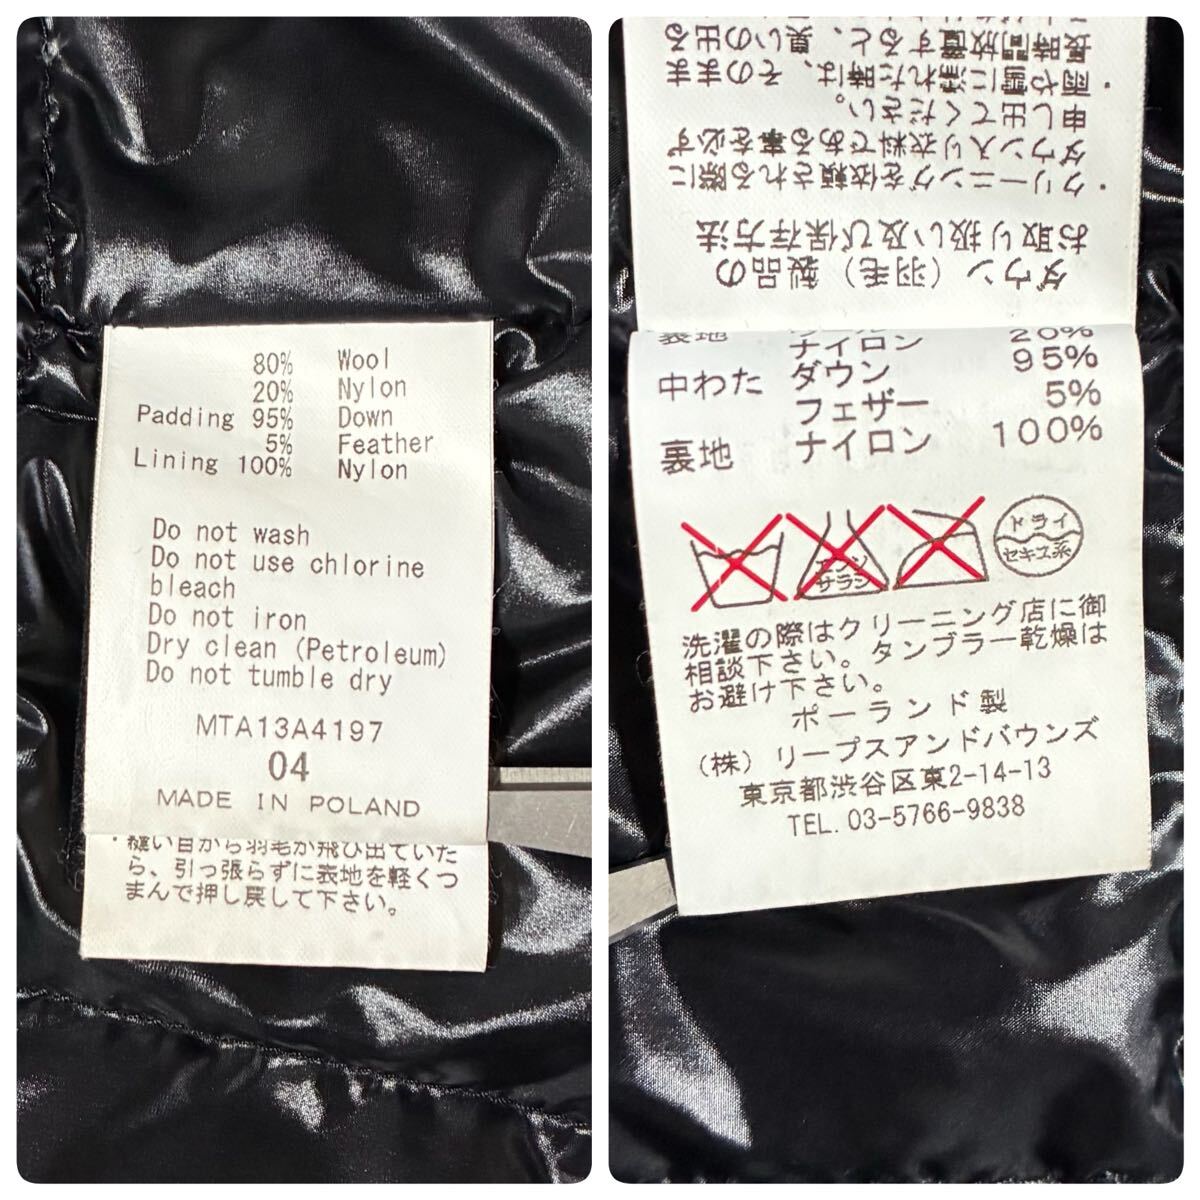 80% Wool
20% Nylon
Padding 95% Down
5% Feather
Lining 100% Nylon
Do not wash
Do not use chlorine
bleach
Do not iron
Dry clean (Petroleum)
Do not tumble dry
MTA13A4197
04
MADE IN POLAND
・縫い目から羽毛が飛び出ていた
ら、引っ張らずに表地を軽くつ
まんで押し戻して下さい。
ダウン（羽毛）製品の
お取り扱い及び保存方法
・クリーニングを依頼される際に
ダウン入り衣料である事を必ず
申し出てください。
・雨や雪に濡れた時は、そのまま
長時間放置すると、臭いの出る
ナイロン 20%
中わた ダウン 95%
フェザー 5%
裏地 ナイロン 100%
エンソ
サラシ
ドライ
セキユ系
洗濯の際はクリーニング店に御
相談下さい。タンブラー乾燥は
お避け下さい。
ポーランド製
（株）リープスアンドバウンズ
東京都渋谷区東2-14-13
TEL. 03-5766-9838